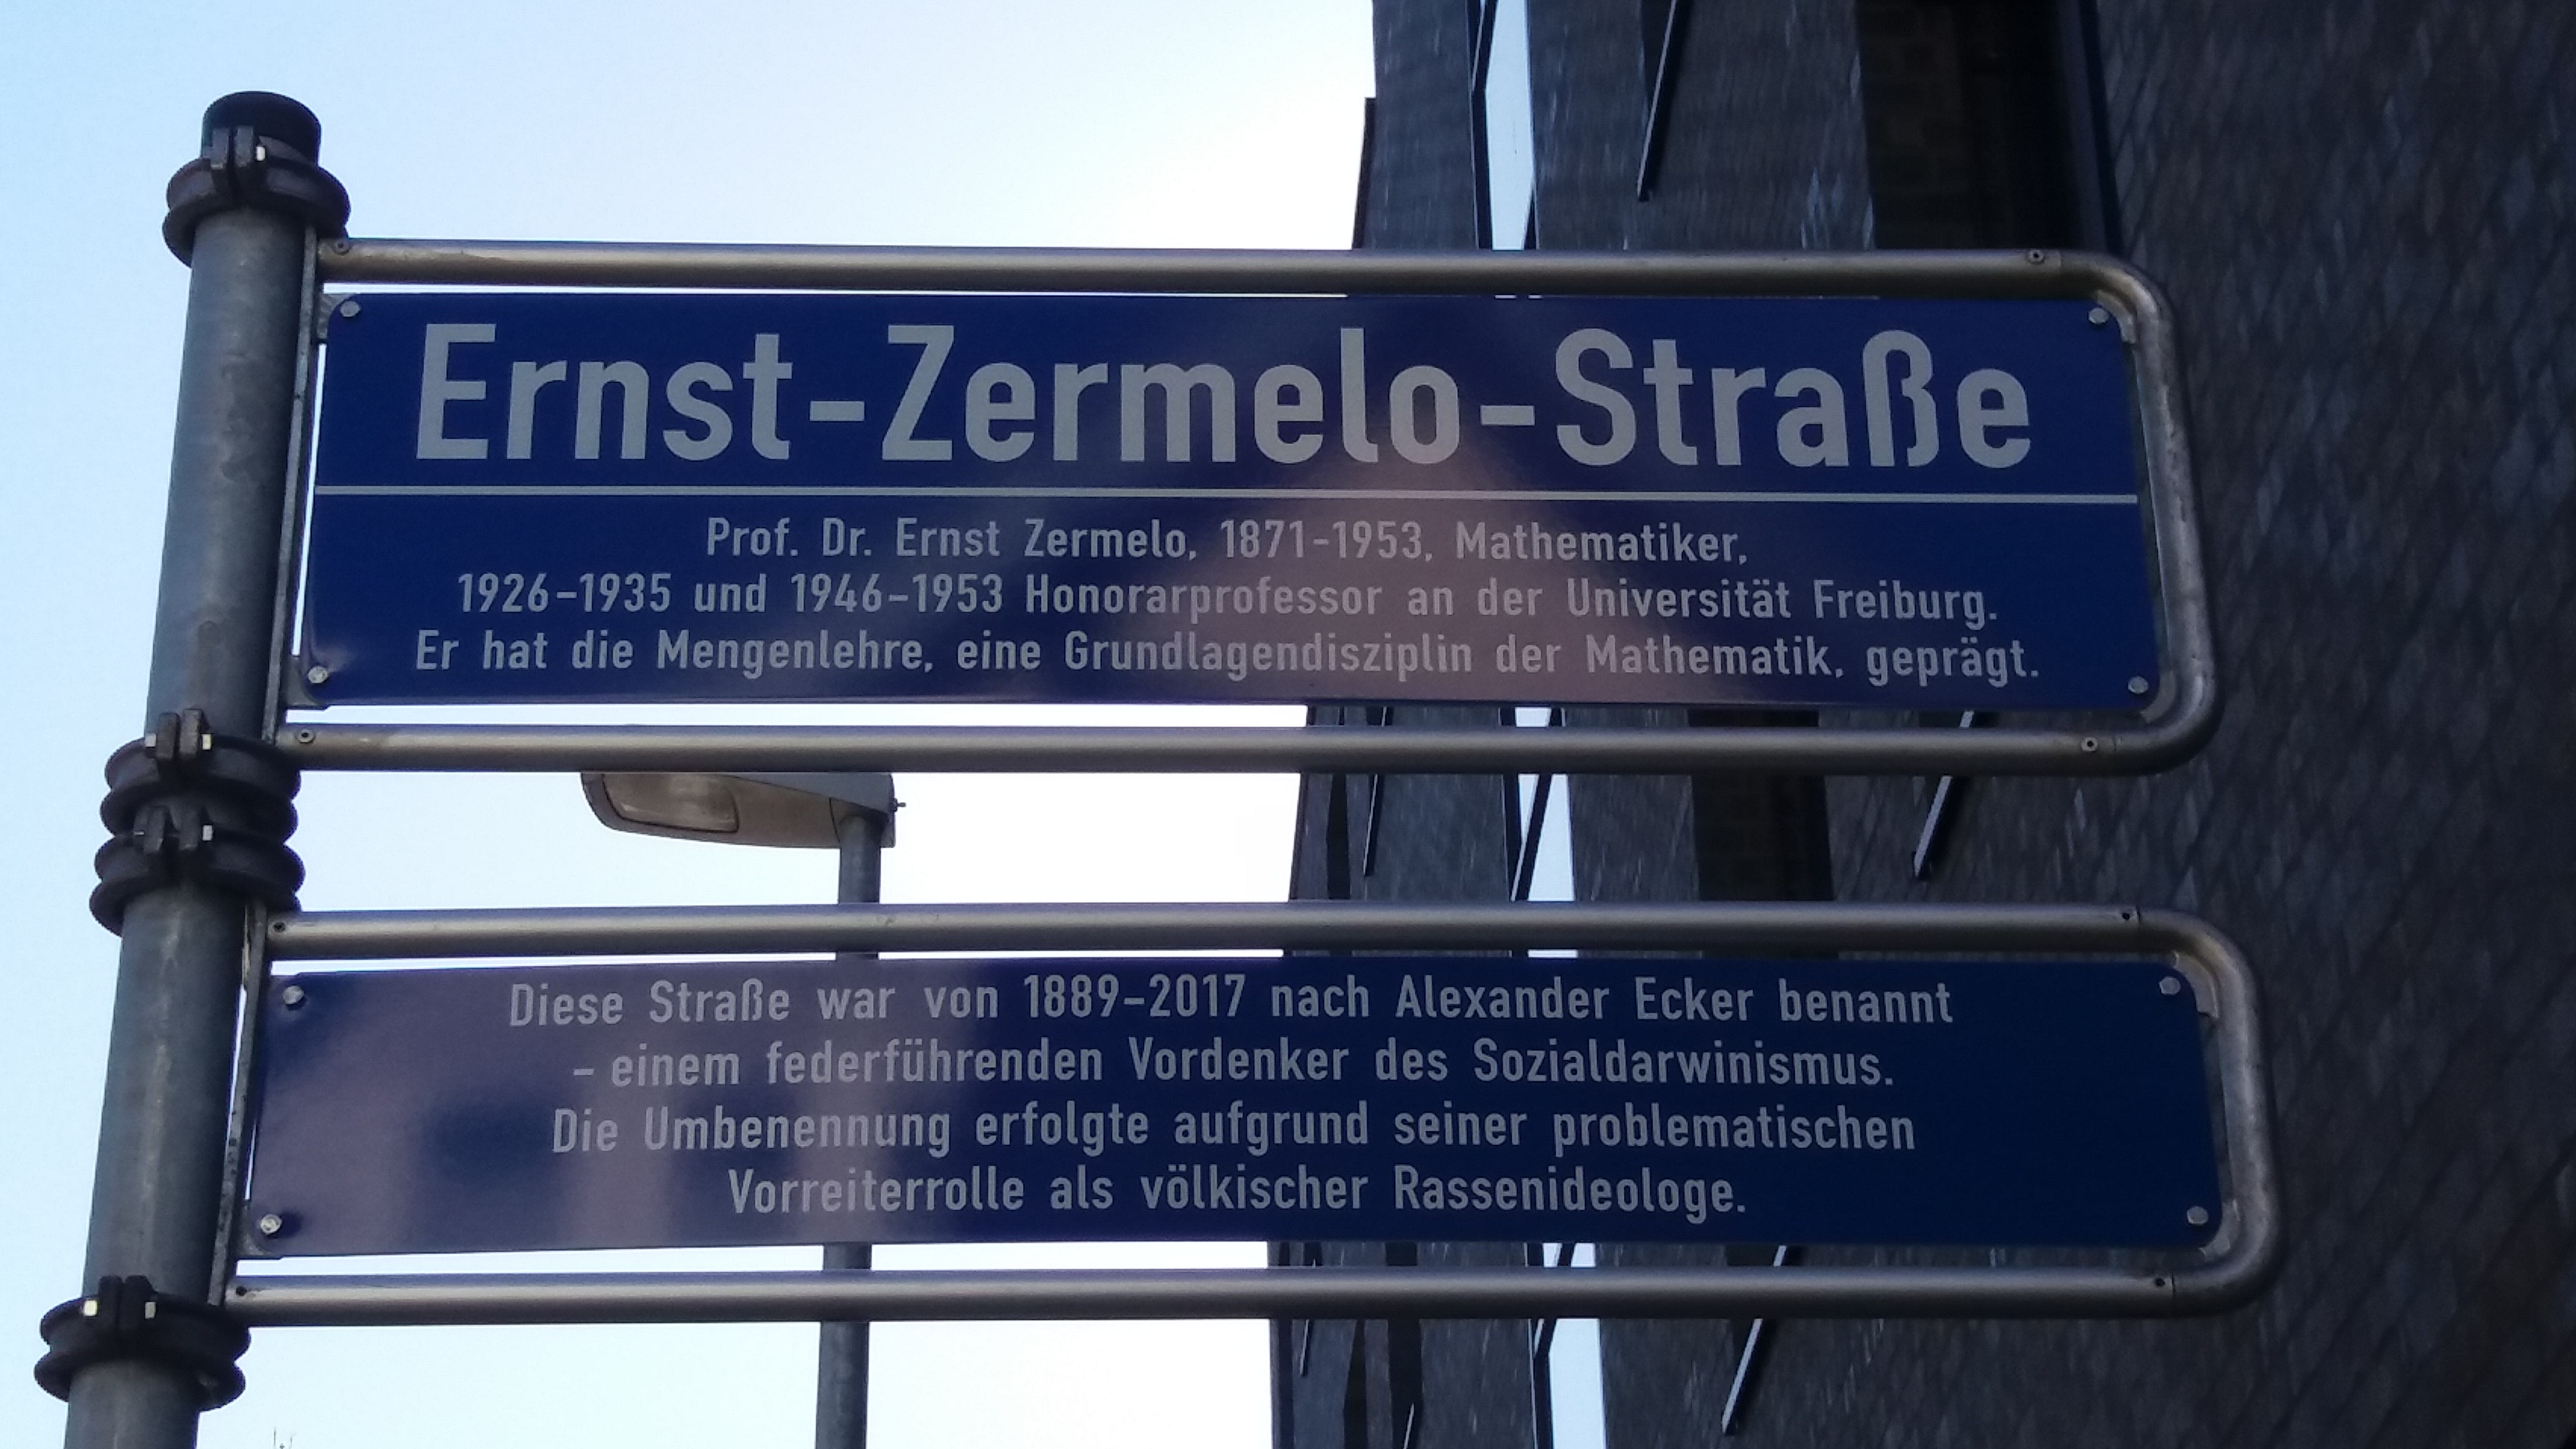 Ernst-Zermelo-Straße
Prof. Dr. Ernst Zermelo, 1871-1953, Mathematiker,
1926-1935 und 1946-1953 Honorarprofessor an der Universität Freiburg.
Er hat die Mengenlehre, eine Grundlagendisziplin der Mathematik, geprägt.
Diese Straße war von 1889-2017 nach Alexander Ecker benannt
- einem federführenden Vordenker des Sozialdarwinismus.
Die Umbenennung erfolgte aufgrund seiner problematischen
Vorreiterrolle als völkischer Rassenideologe.